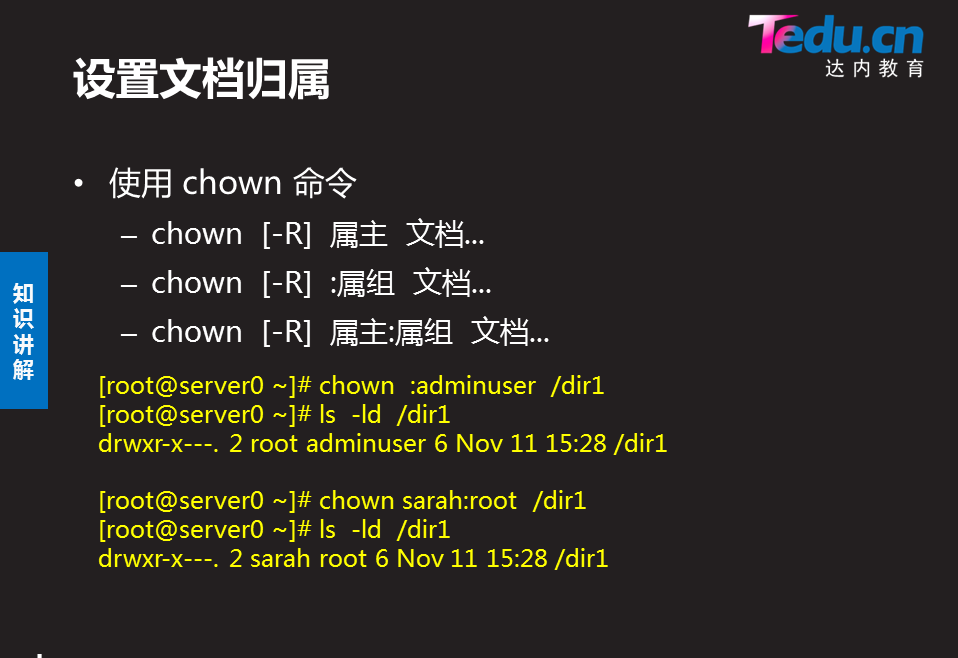 Tedu.cn
达内教育
设置文档归属
• 使用 chown 命令
– chown [-R] 属主 文档...
– chown [-R] :属组 文档...
– chown [-R] 属主:属组 文档...
知识讲解
[root@server0 ~]# chown :adminuser /dir1
[root@server0 ~]# ls -ld /dir1
drwxr-x---. 2 root adminuser 6 Nov 11 15:28 /dir1
[root@server0 ~]# chown sarah:root /dir1
[root@server0 ~]# ls -ld /dir1
drwxr-x---. 2 sarah root 6 Nov 11 15:28 /dir1